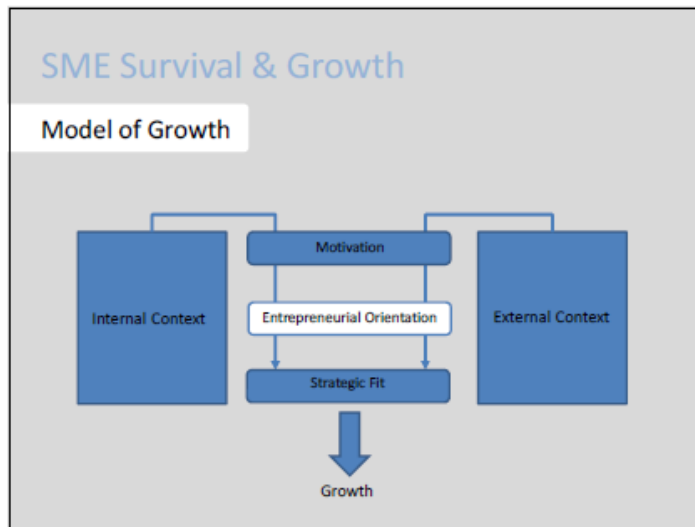 SME Survival & Growth
Model of Growth
Motivation
Internal Context
Entrepreneurial Orientation
External Context
Strategic Fit
Growth